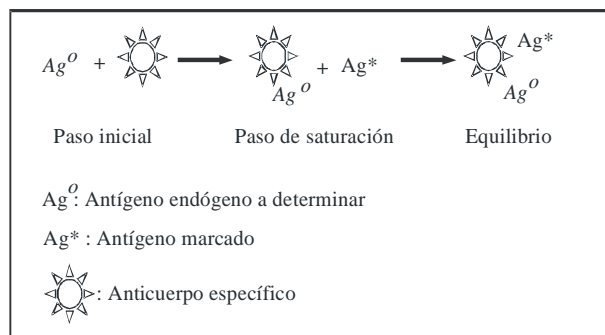 Ag° + Ag° + Ag* Ag* Ag°
Paso inicial Paso de saturación Equilibrio
Ag°: Antígeno endógeno a determinar
Ag* : Antígeno marcado
: Anticuerpo específico